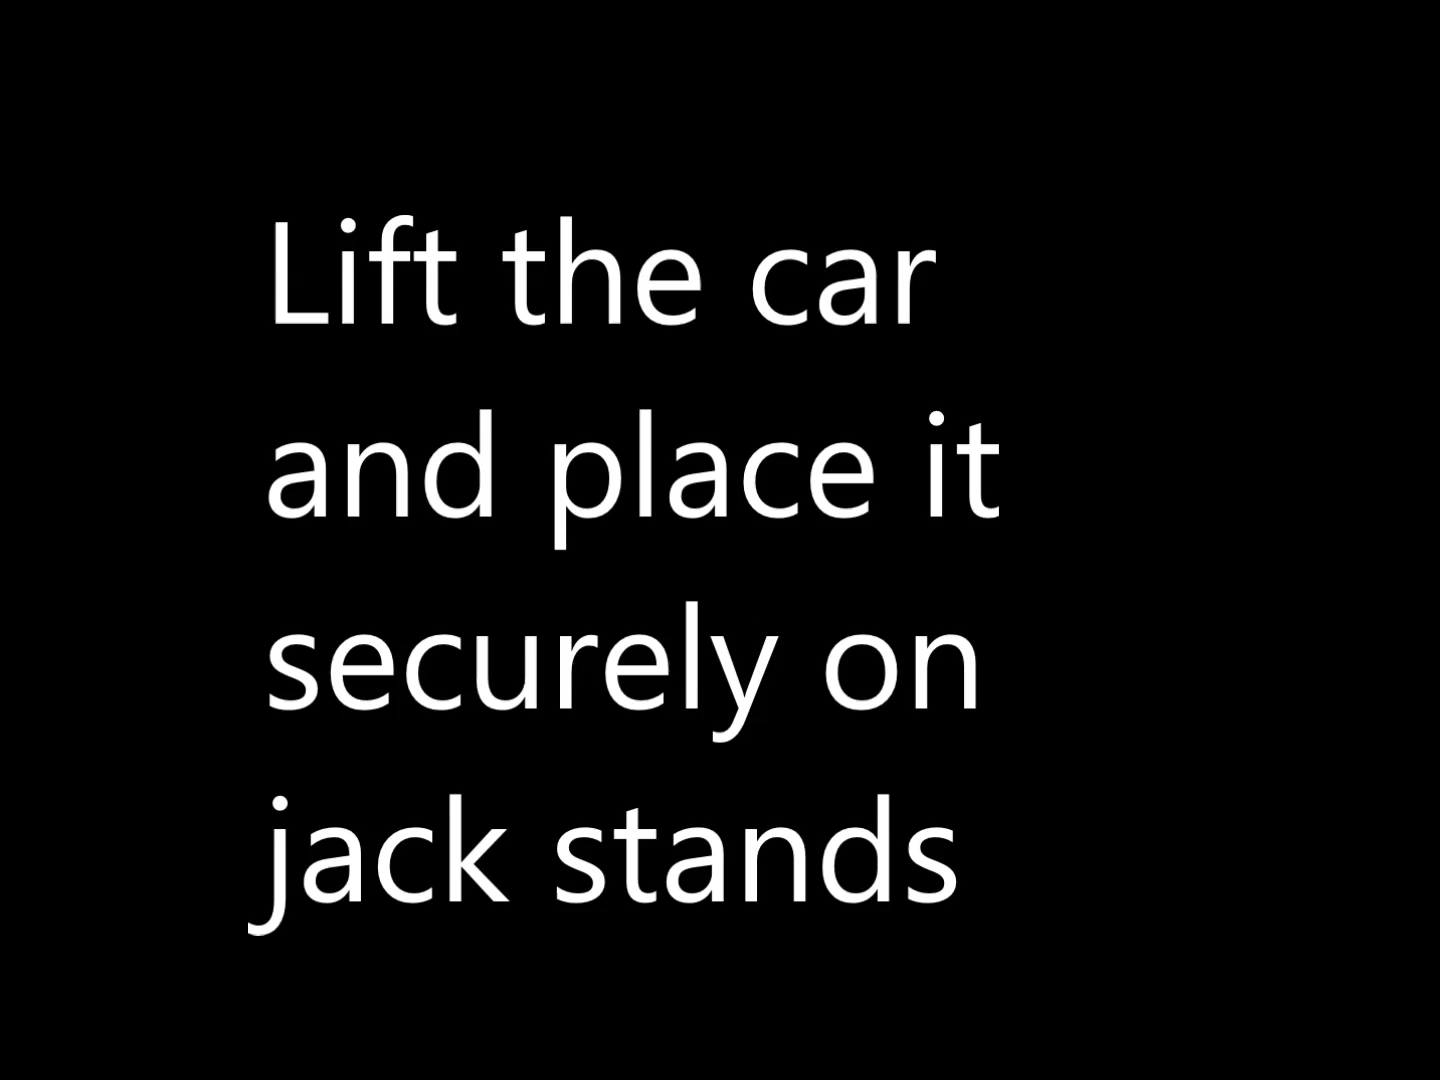 Lift the car
and place it
securely on
jack stands